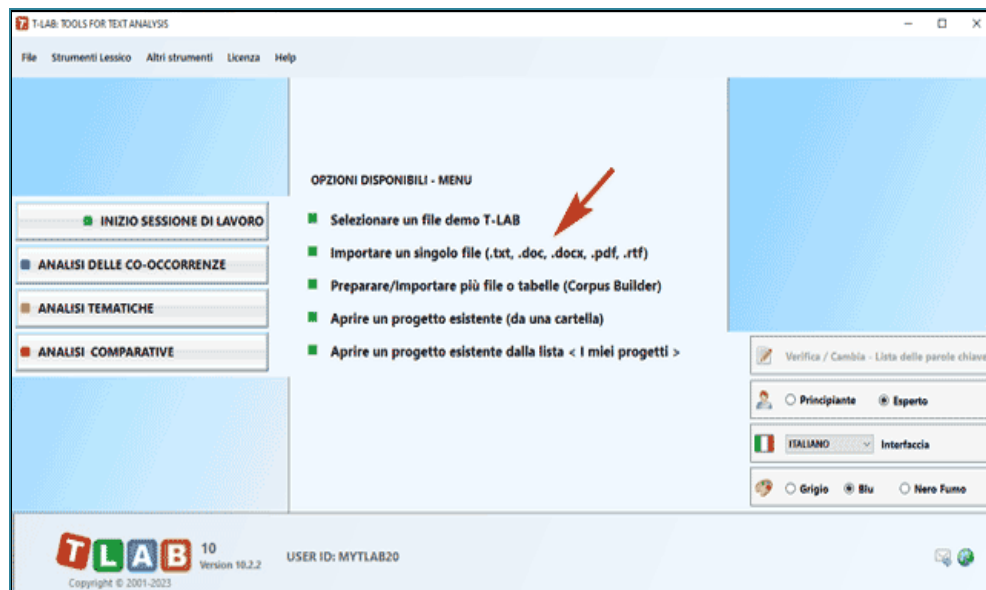 T-LAB: TOOLS FOR TEXT ANALYSIS
File Strumenti Lessico Altri strumenti Licenza Help
OPZIONI DISPONIBILI - MENU
INIZIO SESSIONE DI LAVORO
ANALISI DELLE CO-OCCORRENZE
ANALISI TEMATICHE
ANALISI COMPARATIVE
Selezionare un file demo T-LAB
Importare un singolo file (.txt, .doc, .docx, .pdf, .rtf)
Preparare/Importare più file o tabelle (Corpus Builder)
Aprire un progetto esistente (da una cartella)
Aprire un progetto esistente dalla lista < I miei progetti >
Verifica / Cambia - Lista delle parole chiave
Principiante Esperto
ITALIANO Interfaccia
Grigio Blu Nero Fumo
T LAB 10
Version 10.2.2
Copyright © 2001-2023
USER ID: MYTLAB20